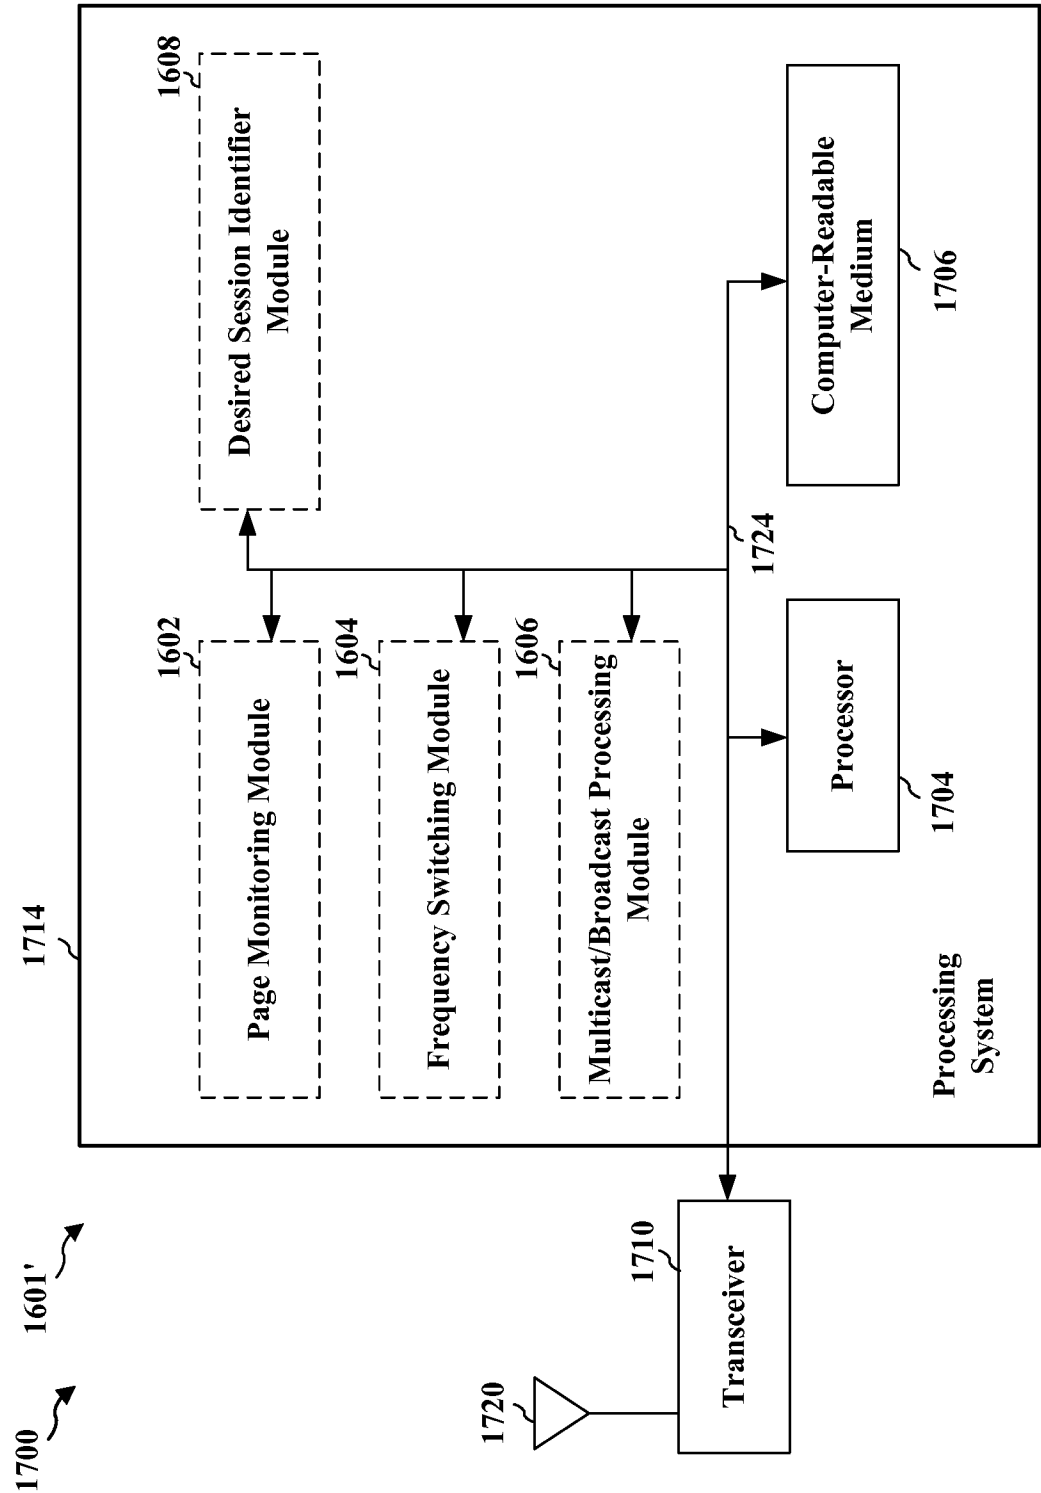 1700
1601'
1714
1602
Page Monitoring Module
1608
Desired Session Identifier
Module
1604
Frequency Switching Module
1606
Multicast/Broadcast Processing
Module
1720
1710
Transceiver
1724
Processor
1704
Computer-Readable
Medium
1706
Processing
System